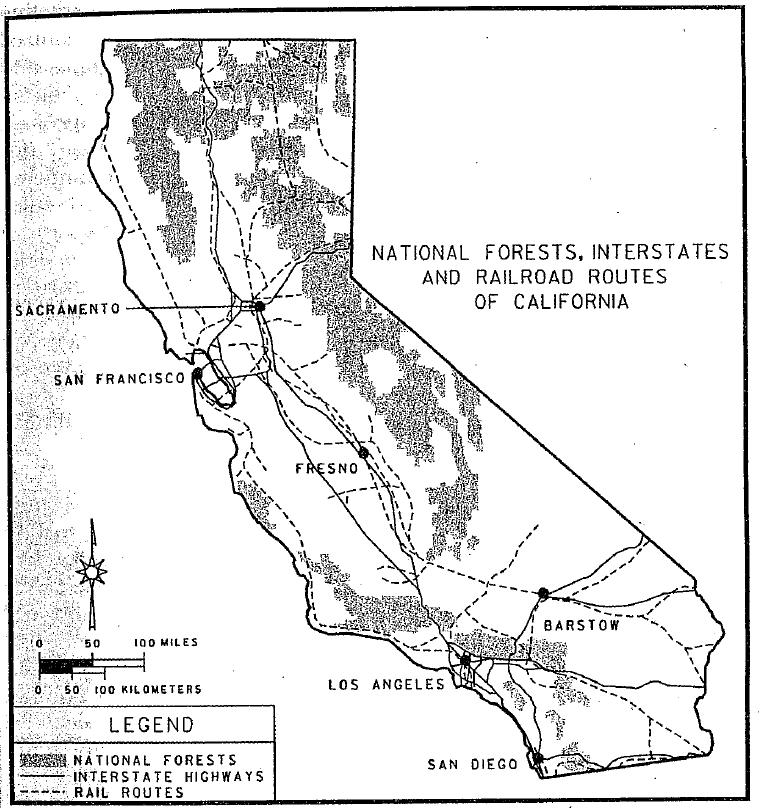 NATIONAL FORESTS, INTERSTATES
AND RAILROAD ROUTES
OF CALIFORNIA
SACRAMENTO
SAN FRANCISCO
FRESNO
BARSTOW
LOS ANGELES
SAN DIEGO
0 50 100 MILES
0 50 100 KILOMETERS
LEGEND
NATIONAL FORESTS
INTERSTATE HIGHWAYS
RAIL ROUTES